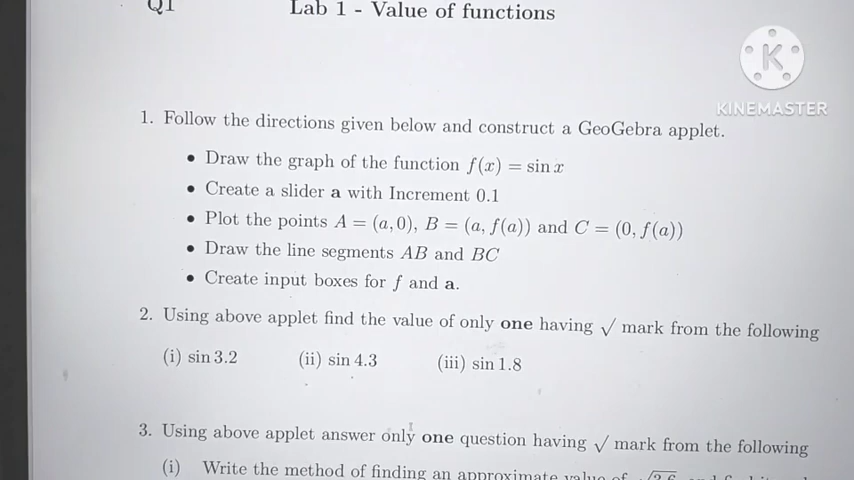 Q1 Lab 1 - Value of functions
K
KINEMASTER
1. Follow the directions given below and construct a GeoGebra applet.
• Draw the graph of the function f(x) = sin x
• Create a slider a with Increment 0.1
• Plot the points A = (a, 0), B = (a, f(a)) and C = (0, f(a))
• Draw the line segments AB and BC
• Create input boxes for f and a.
2. Using above applet find the value of only one having √ mark from the following
(i) sin 3.2 (ii) sin 4.3 (iii) sin 1.8
3. Using above applet answer only one question having √ mark from the following
(i) Write the method of finding an approximate value of